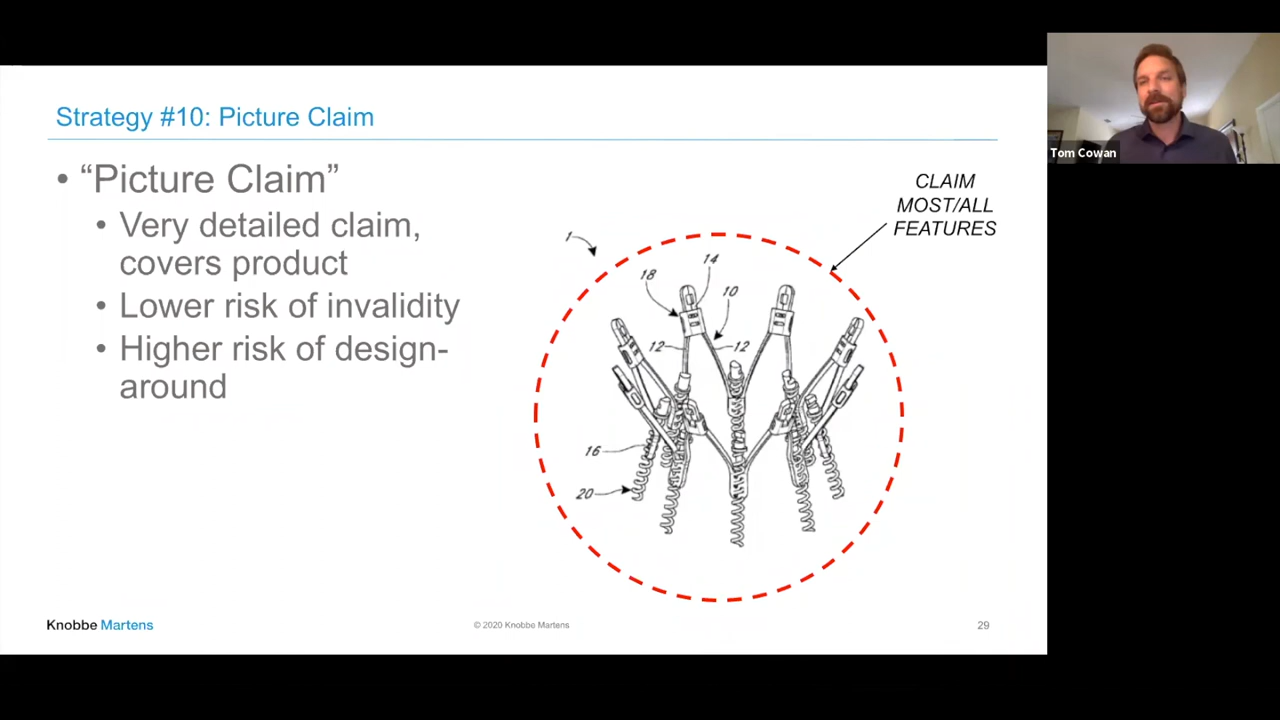 Strategy #10: Picture Claim
• “Picture Claim”
• Very detailed claim,
covers product
• Lower risk of invalidity
• Higher risk of design-
around
CLAIM
MOST/ALL
FEATURES
1
18
14
10
12
12
16
20
Knobbe Martens
© 2020 Knobbe Martens
29
Tom Cowan